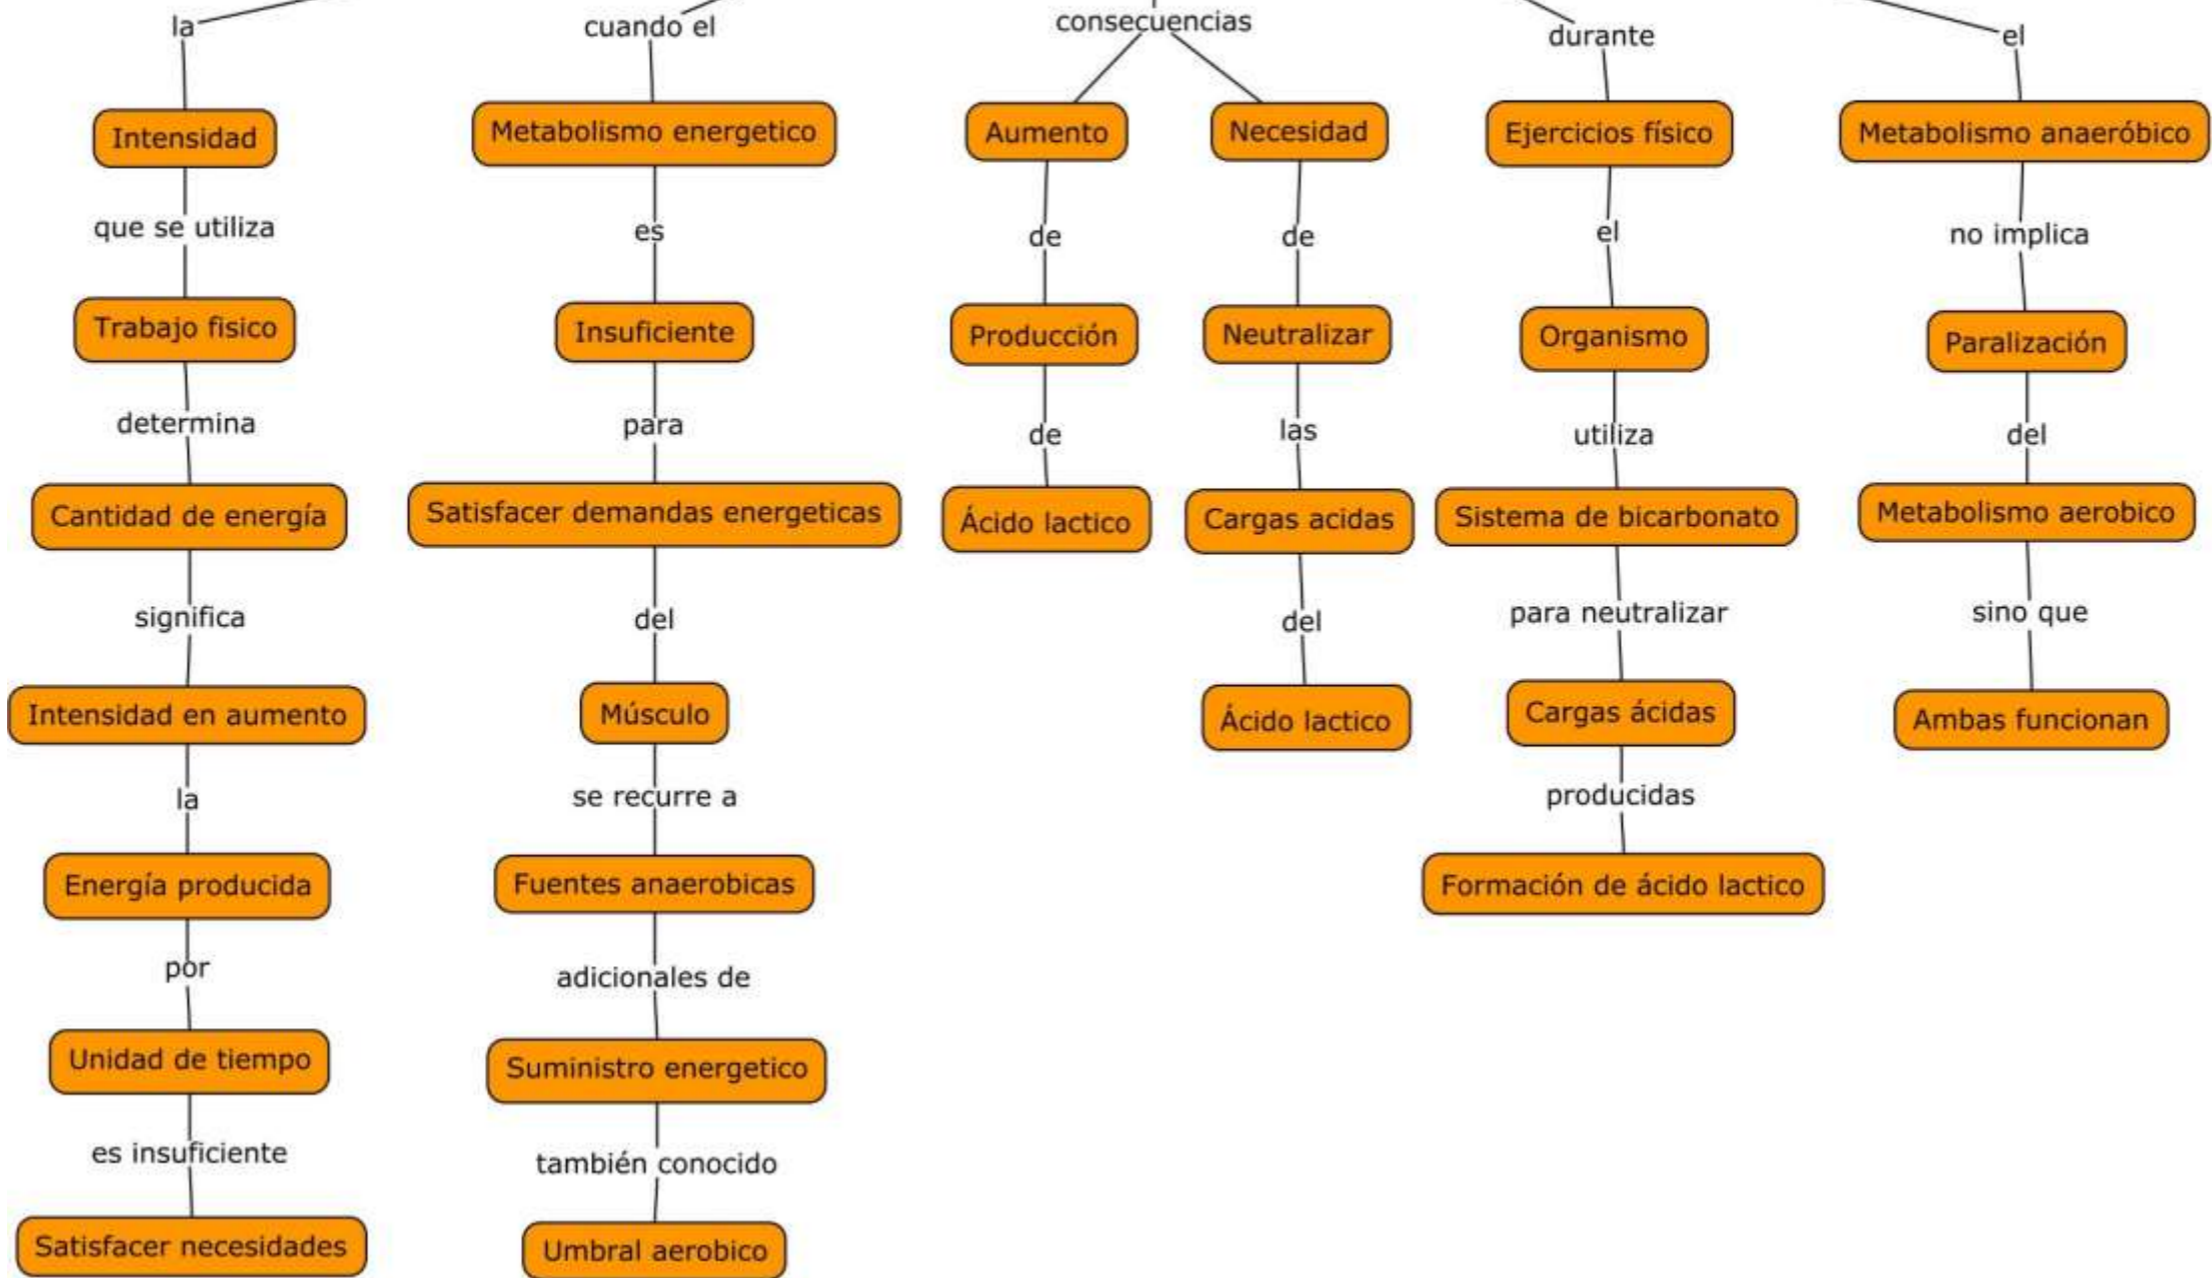 la
Intensidad
que se utiliza
Trabajo fisico
determina
Cantidad de energía
significa
Intensidad en aumento
la
Energía producida
por
Unidad de tiempo
es insuficiente
Satisfacer necesidades
cuando el
Metabolismo energetico
es
Insuficiente
para
Satisfacer demandas energeticas
del
Músculo
se recurre a
Fuentes anaerobicas
adicionales de
Suministro energetico
también conocido
Umbral aerobico
consecuencias
Aumento
de
Producción
de
Ácido lactico
Necesidad
de
Neutralizar
las
Cargas acidas
del
Ácido lactico
durante
Ejercicios físico
el
Organismo
utiliza
Sistema de bicarbonato
para neutralizar
Cargas ácidas
producidas
Formación de ácido lactico
el
Metabolismo anaeróbico
no implica
Paralización
del
Metabolismo aerobico
sino que
Ambas funcionan